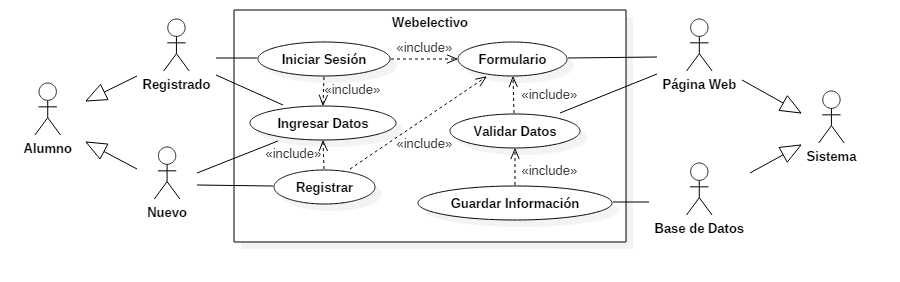 Webelectivo
Iniciar Sesión
«include»
Formulario
Registrado
Página Web
«include»
«include»
Ingresar Datos
Validar Datos
Alumno
Sistema
«include»
«include»
«include»
Registrar
Guardar Información
Nuevo
Base de Datos